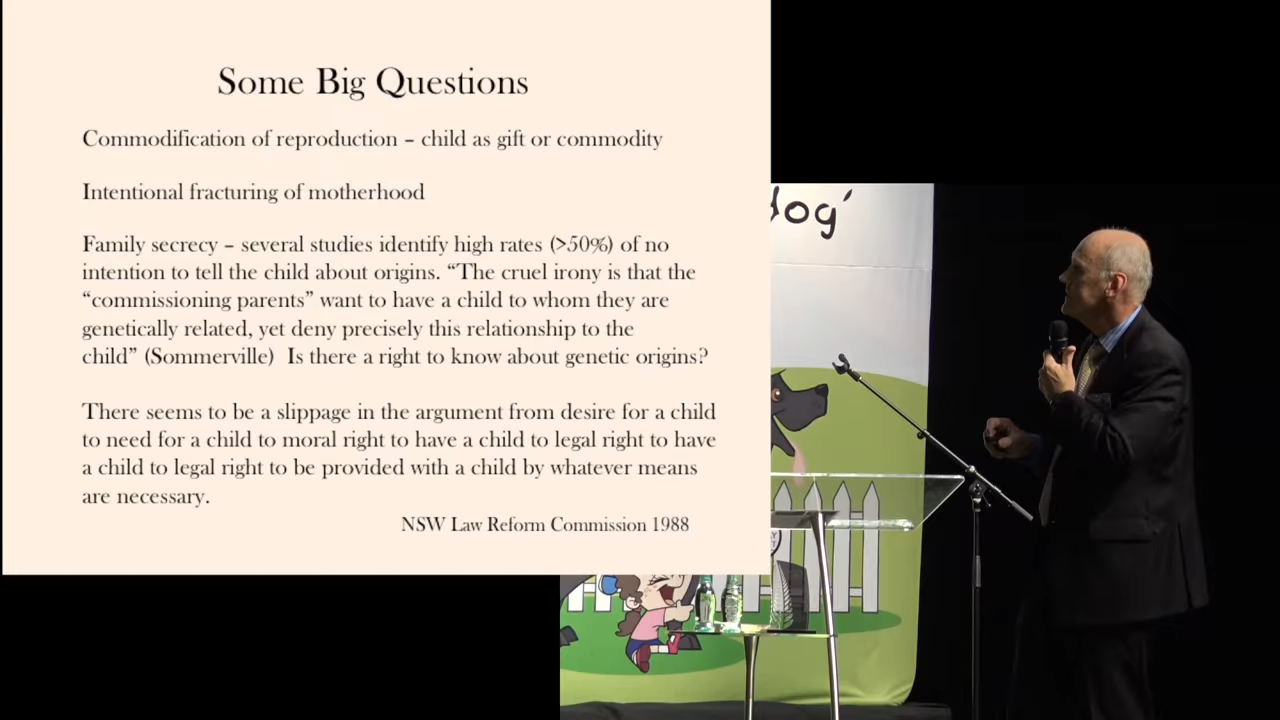 Some Big Questions
Commodification of reproduction – child as gift or commodity
Intentional fracturing of motherhood
Family secrecy – several studies identify high rates (>50%) of no
intention to tell the child about origins. “The cruel irony is that the
“commissioning parents” want to have a child to whom they are
genetically related, yet deny precisely this relationship to the
child” (Sommerville)  Is there a right to know about genetic origins?
There seems to be a slippage in the argument from desire for a child
to need for a child to moral right to have a child to legal right to have
a child to legal right to be provided with a child by whatever means
are necessary.
NSW Law Reform Commission 1988